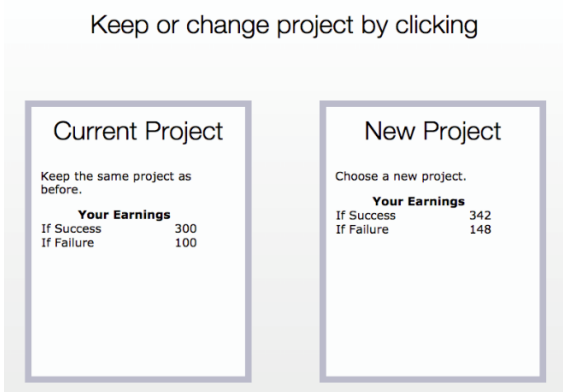 Keep or change project by clicking
Current Project
Keep the same project as
before.
Your Earnings
If Success 300
If Failure 100
New Project
Choose a new project.
Your Earnings
If Success 342
If Failure 148